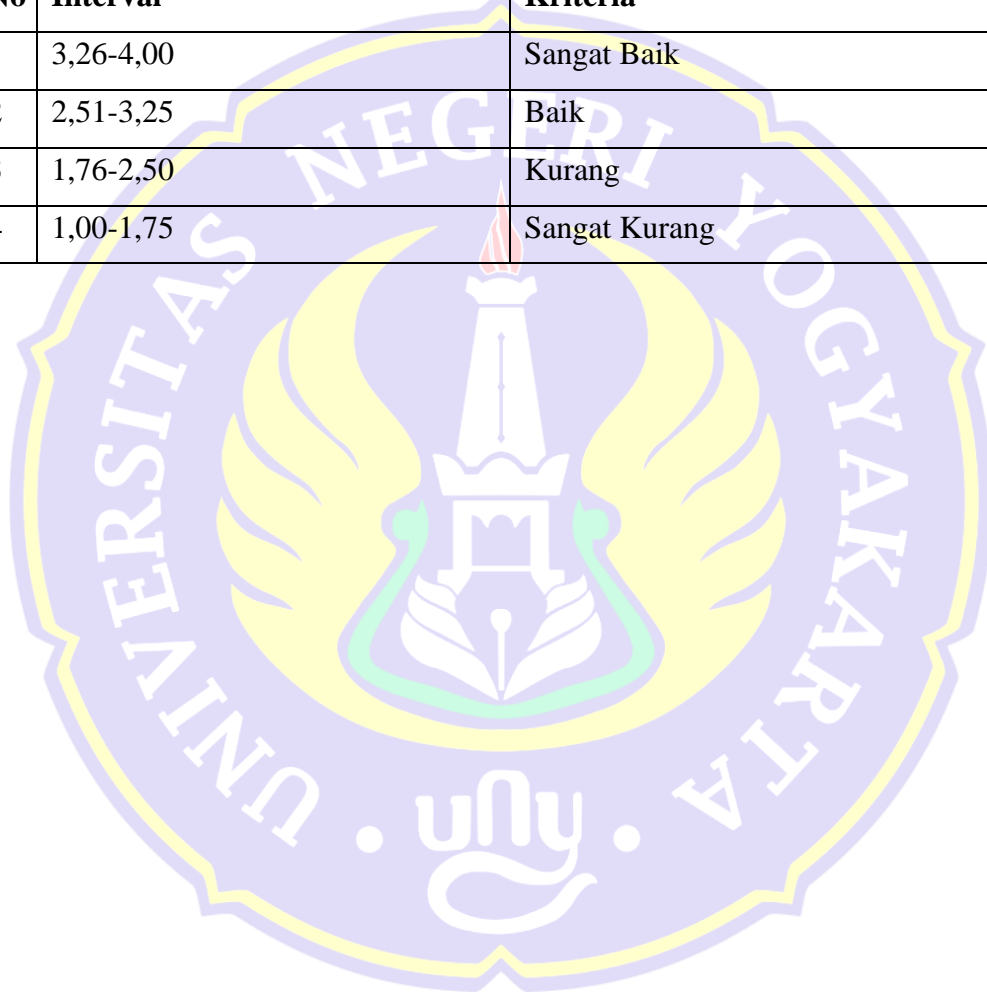 No Interval Kriteria
3,26-4,00 Sangat Baik
2,51-3,25 Baik
1,76-2,50 Kurang
1,00-1,75 Sangat Kurang
UNIVERSITAS NEGERI YOGYAKARTA
uny